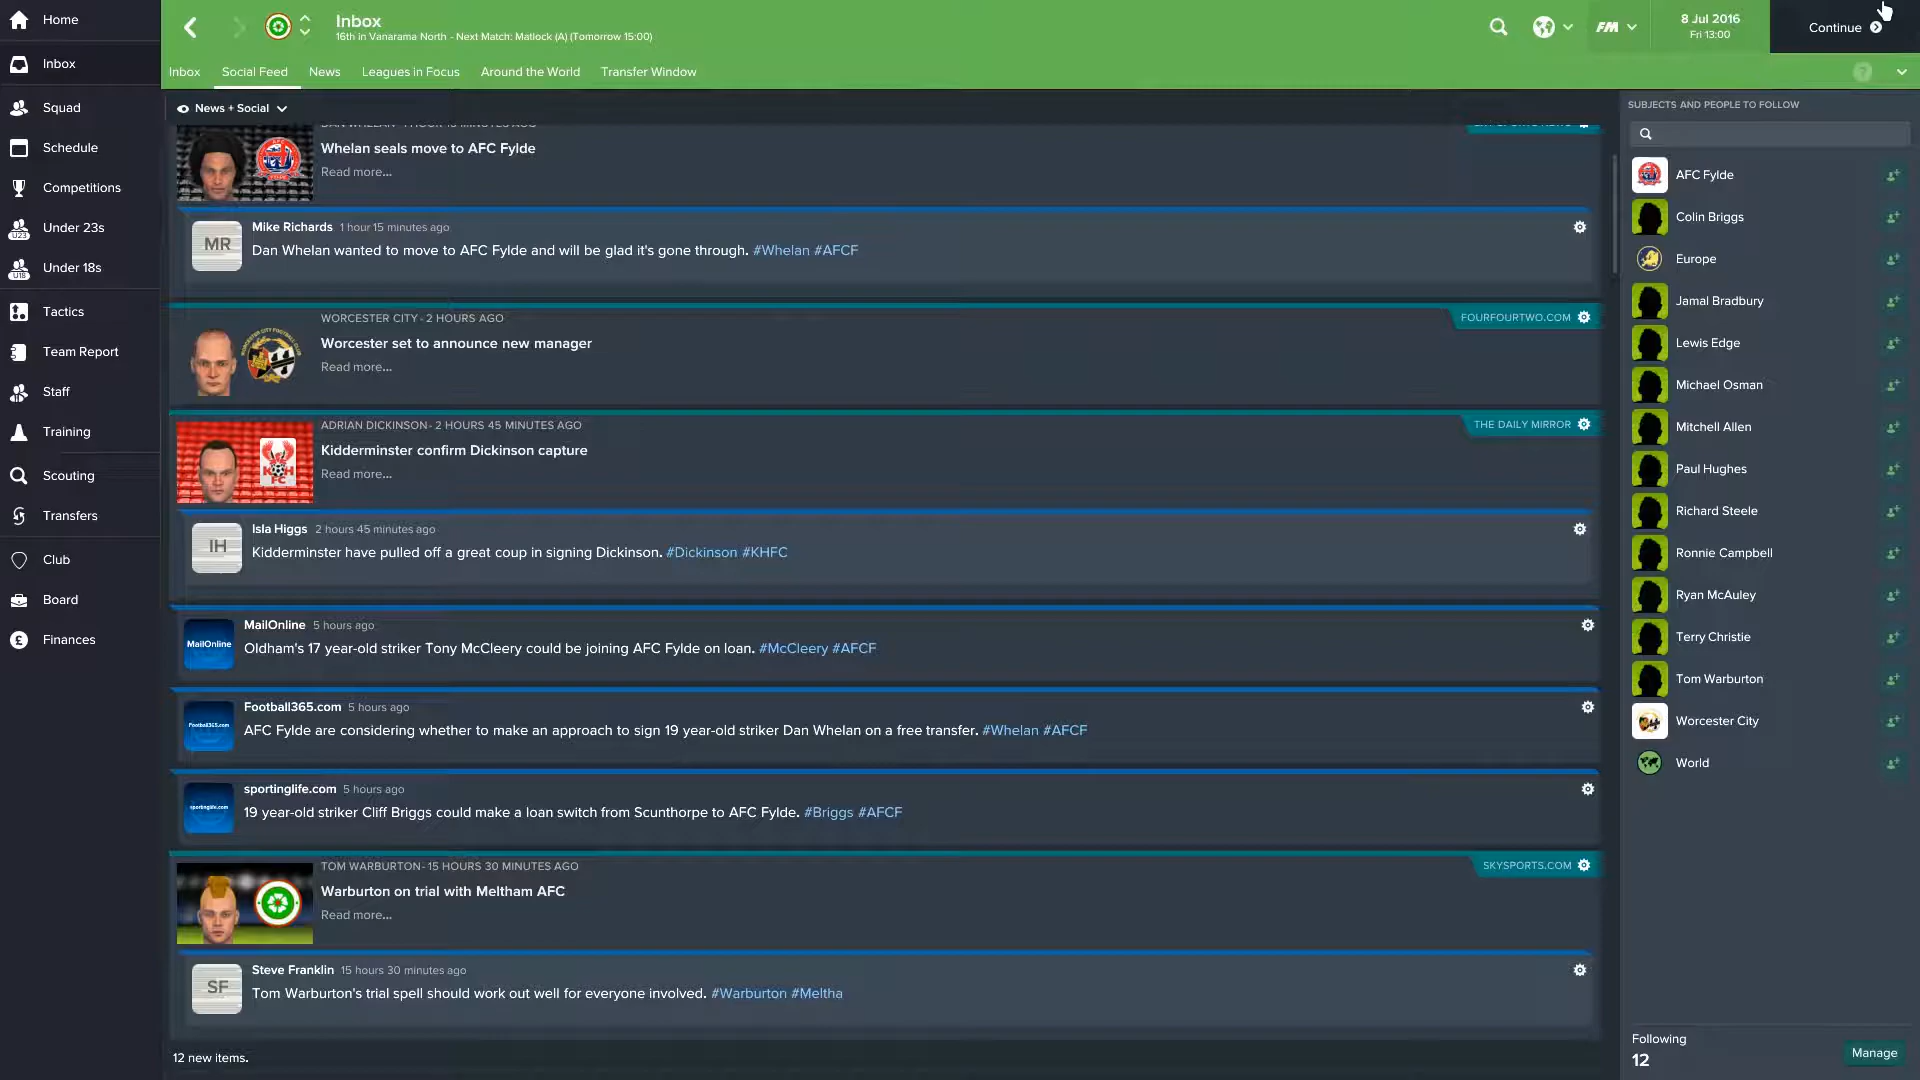 Home
Inbox
Squad
Schedule
Competitions
Under 23s
Under 18s
Tactics
Team Report
Staff
Training
Scouting
Transfers
Club
Board
Finances
Inbox
16th in Vanarama North - Next Match: Matlock (A) (Tomorrow 15:00)
FM
8 Jul 2016
Fri 13:00
Continue
Inbox
Social Feed
News
Leagues in Focus
Around the World
Transfer Window
News + Social
Whelan seals move to AFC Fylde
Read more...
MR
Mike Richards 1 hour 15 minutes ago
Dan Whelan wanted to move to AFC Fylde and will be glad it's gone through. #Whelan #AFCF
WORCESTER CITY - 2 HOURS AGO
FOURFOURTWO.COM
Worcester set to announce new manager
Read more...
ADRIAN DICKINSON - 2 HOURS 45 MINUTES AGO
THE DAILY MIRROR
Kidderminster confirm Dickinson capture
Read more...
IH
Isla Higgs 2 hours 45 minutes ago
Kidderminster have pulled off a great coup in signing Dickinson. #Dickinson #KHFC
MailOnline
MailOnline 5 hours ago
Oldham's 17 year-old striker Tony McCleery could be joining AFC Fylde on loan. #McCleery #AFCF
Football365.com
Football365.com 5 hours ago
AFC Fylde are considering whether to make an approach to sign 19 year-old striker Dan Whelan on a free transfer. #Whelan #AFCF
sportinglife.com
sportinglife.com 5 hours ago
19 year-old striker Cliff Briggs could make a loan switch from Scunthorpe to AFC Fylde. #Briggs #AFCF
TOM WARBURTON - 15 HOURS 30 MINUTES AGO
SKYSPORTS.COM
Warburton on trial with Meltham AFC
Read more...
SF
Steve Franklin 15 hours 30 minutes ago
Tom Warburton's trial spell should work out well for everyone involved. #Warburton #Meltha
12 new items.
SUBJECTS AND PEOPLE TO FOLLOW
AFC Fylde
Colin Briggs
Europe
Jamal Bradbury
Lewis Edge
Michael Osman
Mitchell Allen
Paul Hughes
Richard Steele
Ronnie Campbell
Ryan McAuley
Terry Christie
Tom Warburton
Worcester City
World
Following
12
Manage